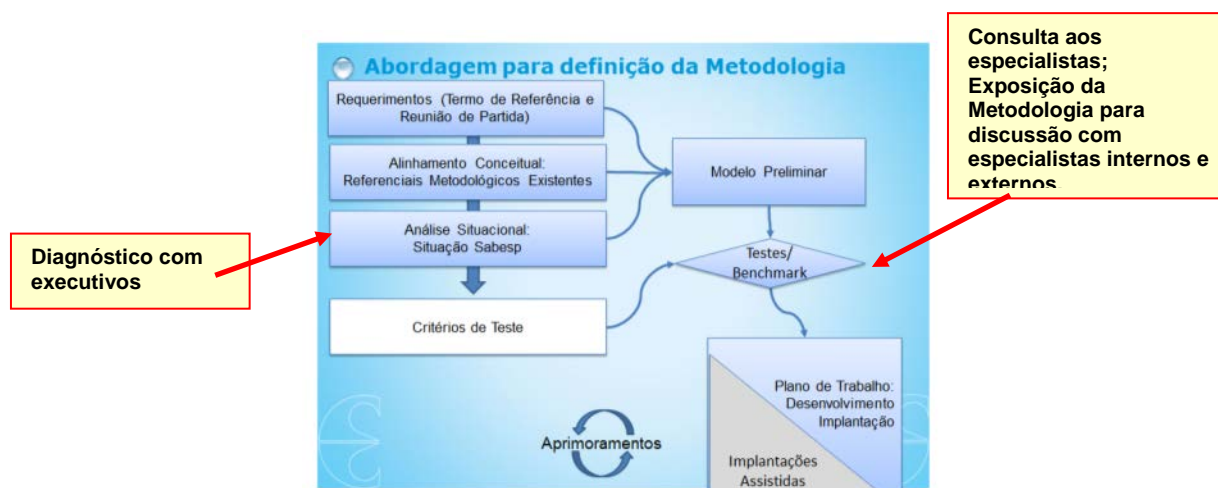 Consulta aos
especialistas;
Exposição da
Metodologia para
discussão com
especialistas internos e
externos.
Abordagem para definição da Metodologia
Requerimentos (Termo de Referência e
Reunião de Partida)
Alinhamento Conceitual:
Referenciais Metodológicos Existentes
Modelo Preliminar
Análise Situacional:
Situação Sabesp
Diagnóstico com
executivos
Testes/
Benchmark
Critérios de Teste
Plano de Trabalho:
Desenvolvimento
Implantação
Aprimoramentos
Implantações
Assistidas